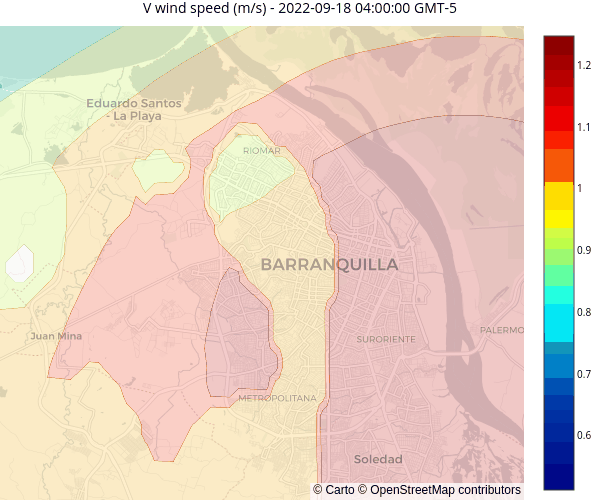 V wind speed (m/s) - 2022-09-18 04:00:00 GMT-5
1.2
1.1
1
0.9
0.8
0.7
0.6
Eduardo Santos
- La Playa
RIOMAR
BARRANQUILLA
Juan Mina
SURORIENTE
PALERMO
METROPOLITANA
Soledad
© Carto © OpenStreetMap contributors